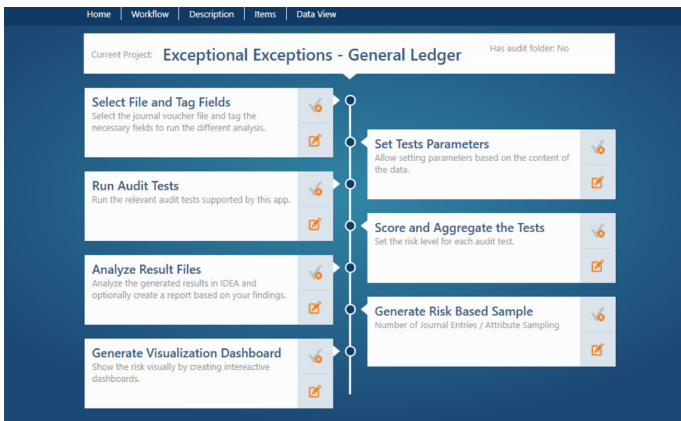 Home Workflow Description Items Data View
Current Project: Exceptional Exceptions - General Ledger Has audit folder: No
Select File and Tag Fields
Select the journal voucher file and tag the
necessary fields to run the different analysis.
Set Tests Parameters
Allow setting parameters based on the content of
the data.
Run Audit Tests
Run the relevant audit tests supported by this app.
Score and Aggregate the Tests
Set the risk level for each audit test.
Analyze Result Files
Analyze the generated results in IDEA and
optionally create a report based on your findings.
Generate Risk Based Sample
Number of Journal Entries / Attribute Sampling
Generate Visualization Dashboard
Show the risk visually by creating intereactive
dashboards.